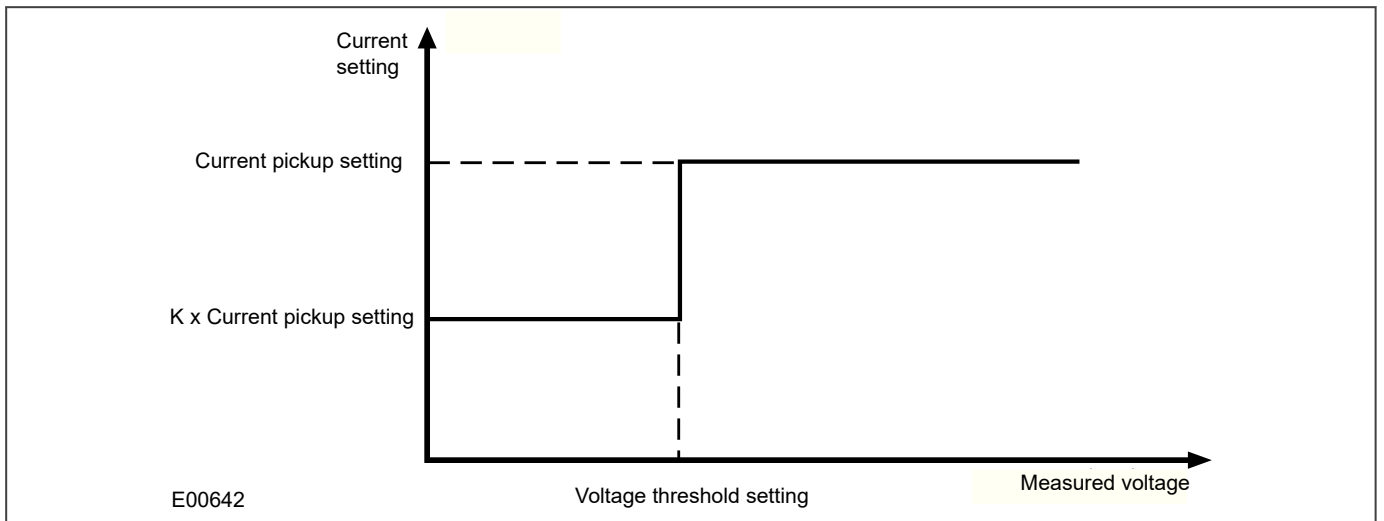 Current
setting
Current pickup setting
K x Current pickup setting
Measured voltage
Voltage threshold setting
E00642